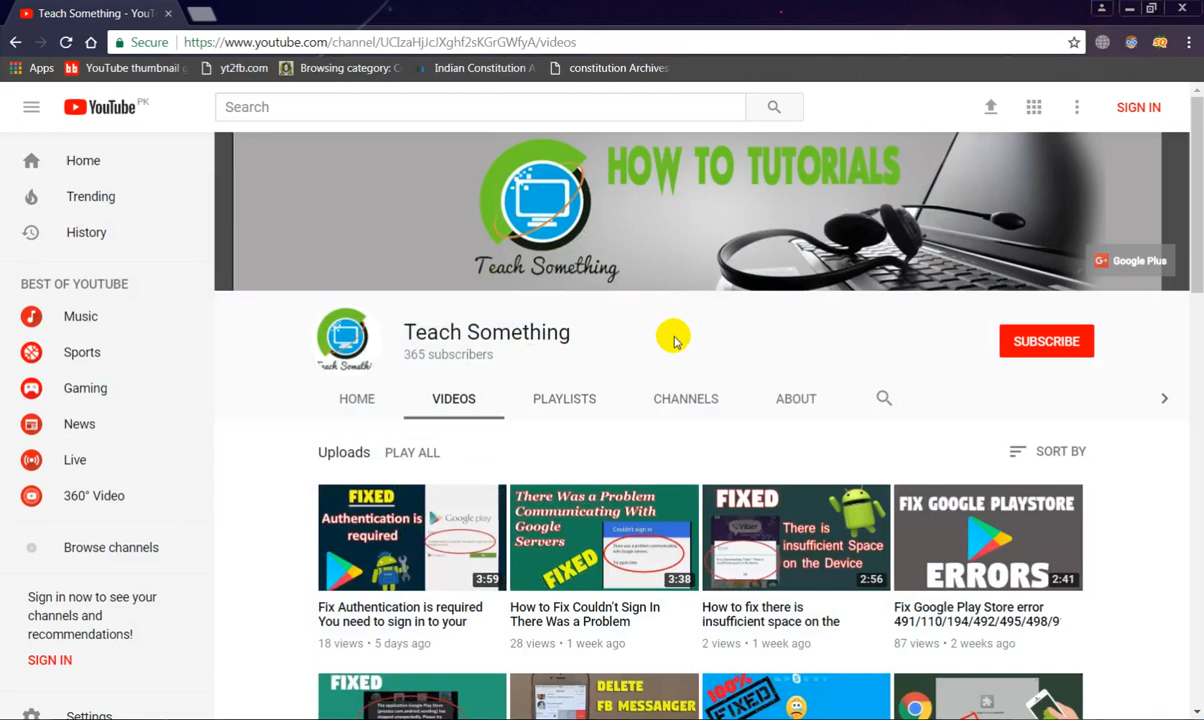 Teach Something - YouT
Secure
https://www.youtube.com/channel/UCIzaHjJcJXghf2sKGrGWfyA/videos
Apps
YouTube thumbnail g
yt2fb.com
Browsing category: C
Indian Constitution A
constitution Archives
YouTube PK
Search
SIGN IN
Home
Trending
History
BEST OF YOUTUBE
Music
Sports
Gaming
News
Live
360° Video
Browse channels
Sign in now to see your
channels and
recommendations!
SIGN IN
Settings
HOW TO TUTORIALS
Teach Something
Google Plus
Teach Something
365 subscribers
SUBSCRIBE
HOME
VIDEOS
PLAYLISTS
CHANNELS
ABOUT
Uploads
PLAY ALL
SORT BY
FIXED
Authentication is
required
Google play
3:59
There Was a Problem
Communicating With
Google
Servers
Couldn't sign in
FIXED
3:38
FIXED
Viber
There is
insufficient Space
on the Device
2:56
FIX GOOGLE PLAYSTORE
ERRORS
2:41
Fix Authentication is required
You need to sign in to your
18 views • 5 days ago
How to Fix Couldn't Sign In
There Was a Problem
28 views • 1 week ago
How to fix there is
insufficient space on the
2 views • 1 week ago
Fix Google Play Store error
491/110/194/492/495/498/9
87 views • 2 weeks ago
FIXED
DELETE
FB MESSANGER
100%
FIXED